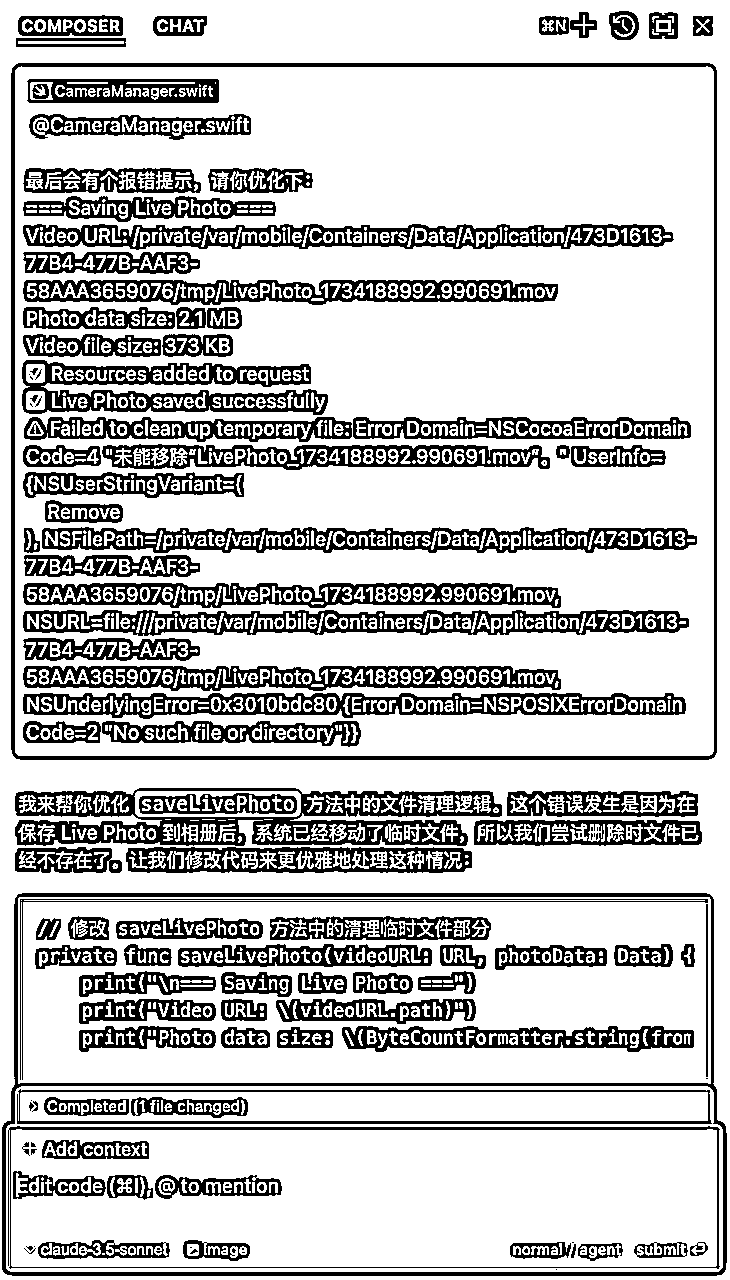 COMPOSER CHAT ⌘N
CameraManager.swift
@CameraManager.swift
最后会有个报错提示，请你优化下：
=== Saving Live Photo ===
Video URL: /private/var/mobile/Containers/Data/Application/473D1613-
77B4-477B-AAF3-
58AAA3659076/tmp/LivePhoto_1734188992.990691.mov
Photo data size: 2.1 MB
Video file size: 373 KB
✅ Resources added to request
✅ Live Photo saved successfully
⚠️ Failed to clean up temporary file: Error Domain=NSCocoaErrorDomain
Code=4 "未能移除“LivePhoto_1734188992.990691.mov”。" UserInfo=
{NSUserStringVariant=(
Remove
), NSFilePath=/private/var/mobile/Containers/Data/Application/473D1613-
77B4-477B-AAF3-
58AAA3659076/tmp/LivePhoto_1734188992.990691.mov,
NSURL=file:///private/var/mobile/Containers/Data/Application/473D1613-
77B4-477B-AAF3-
58AAA3659076/tmp/LivePhoto_1734188992.990691.mov,
NSUnderlyingError=0x3010bdc80 {Error Domain=NSPOSIXErrorDomain
Code=2 "No such file or directory"}}
我来帮你优化 saveLivePhoto 方法中的文件清理逻辑。这个错误发生是因为在
保存 Live Photo 到相册后，系统已经移动了临时文件，所以我们尝试删除时文件已
经不存在了。让我们修改代码来更优雅地处理这种情况：
// 修改 saveLivePhoto 方法中的清理临时文件部分
private func saveLivePhoto(videoURL: URL, photoData: Data) {
print("\n=== Saving Live Photo ===")
print("Video URL: \(videoURL.path)")
print("Photo data size: \(ByteCountFormatter.string(from
Completed (1 file changed)
Add context
Edit code (⌘I), @ to mention
claude-3.5-sonnet image normal // agent submit